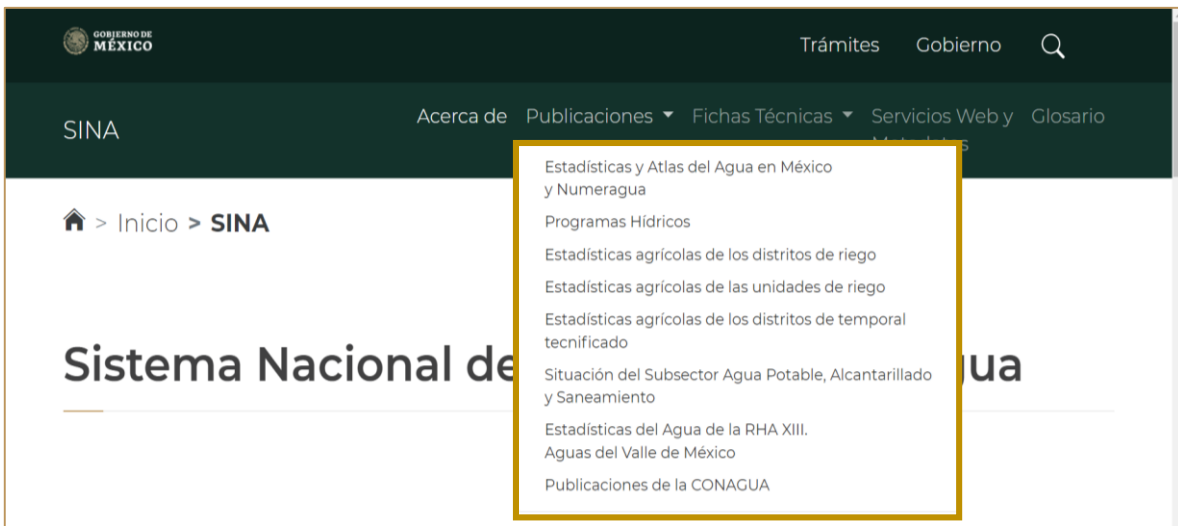 GOBIERNO DE
MÉXICO
Trámites Gobierno
SINA
Acerca de Publicaciones Fichas Técnicas Servicios Web y Glosario
Estadísticas y Atlas del Agua en México
y Numeragua
Programas Hídricos
Estadísticas agrícolas de los distritos de riego
Estadísticas agrícolas de las unidades de riego
Estadísticas agrícolas de los distritos de temporal
tecnificado
Situación del Subsector Agua Potable, Alcantarillado
y Saneamiento
Estadísticas del Agua de la RHA XIII.
Aguas del Valle de México
Publicaciones de la CONAGUA
> Inicio > SINA
Sistema Nacional de